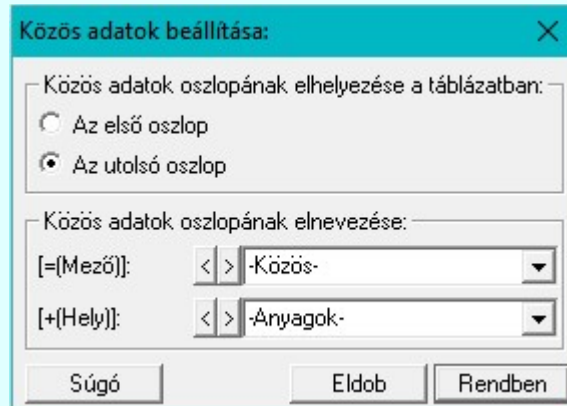 Közös adatok beállítása:
Közös adatok oszlopának elhelyezése a táblázatban:
Az első oszlop
Az utolsó oszlop
Közös adatok oszlopának elnevezése:
[=(Mező)]: < > -Közös-
[+(Hely)]: < > -Anyagok-
Súgó Eldob Rendben